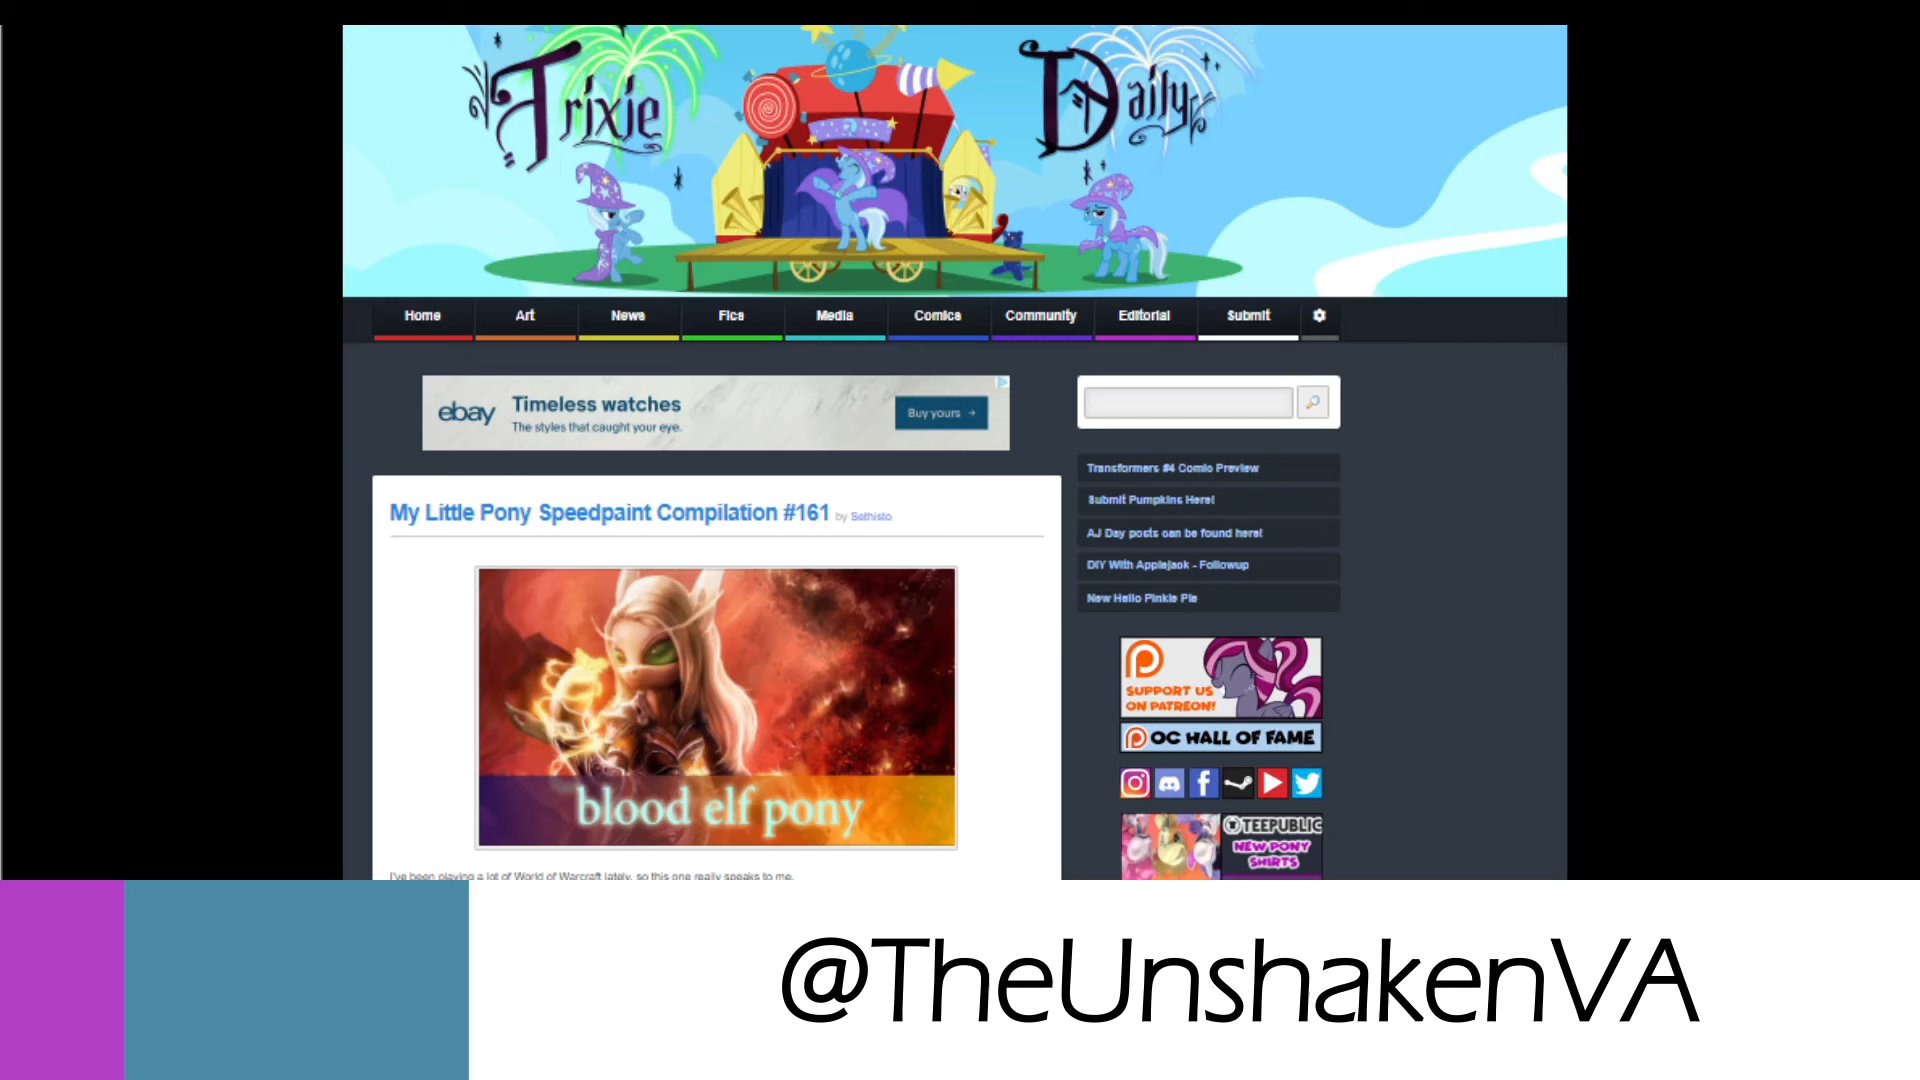 Trixie Daily
Home Art News Fics Media Comics Community Editorial Submit
ebay Timeless watches
The styles that caught your eye.
Buy yours →
Transformers #4 Comic Preview
Submit Pumpkins Here!
AJ Day posts can be found here!
DIY With Applejack - Followup
New Hello Pinkie Pie
My Little Pony Speedpaint Compilation #161 by Sethisto
blood elf pony
I've been playing a lot of World of Warcraft lately, so this one really speaks to me.
SUPPORT US
ON PATREON!
OC HALL OF FAME
TEEPUBLIC
NEW PONY
SHIRTS
@TheUnshakenVA